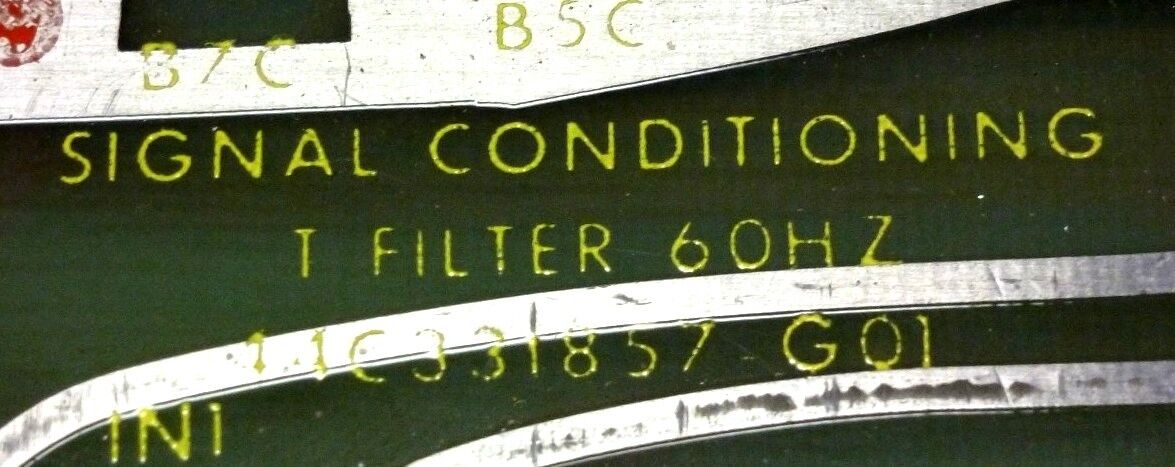 B7C B5C
SIGNAL CONDITIONING
T FILTER 60HZ
11C331857 G01
IN1